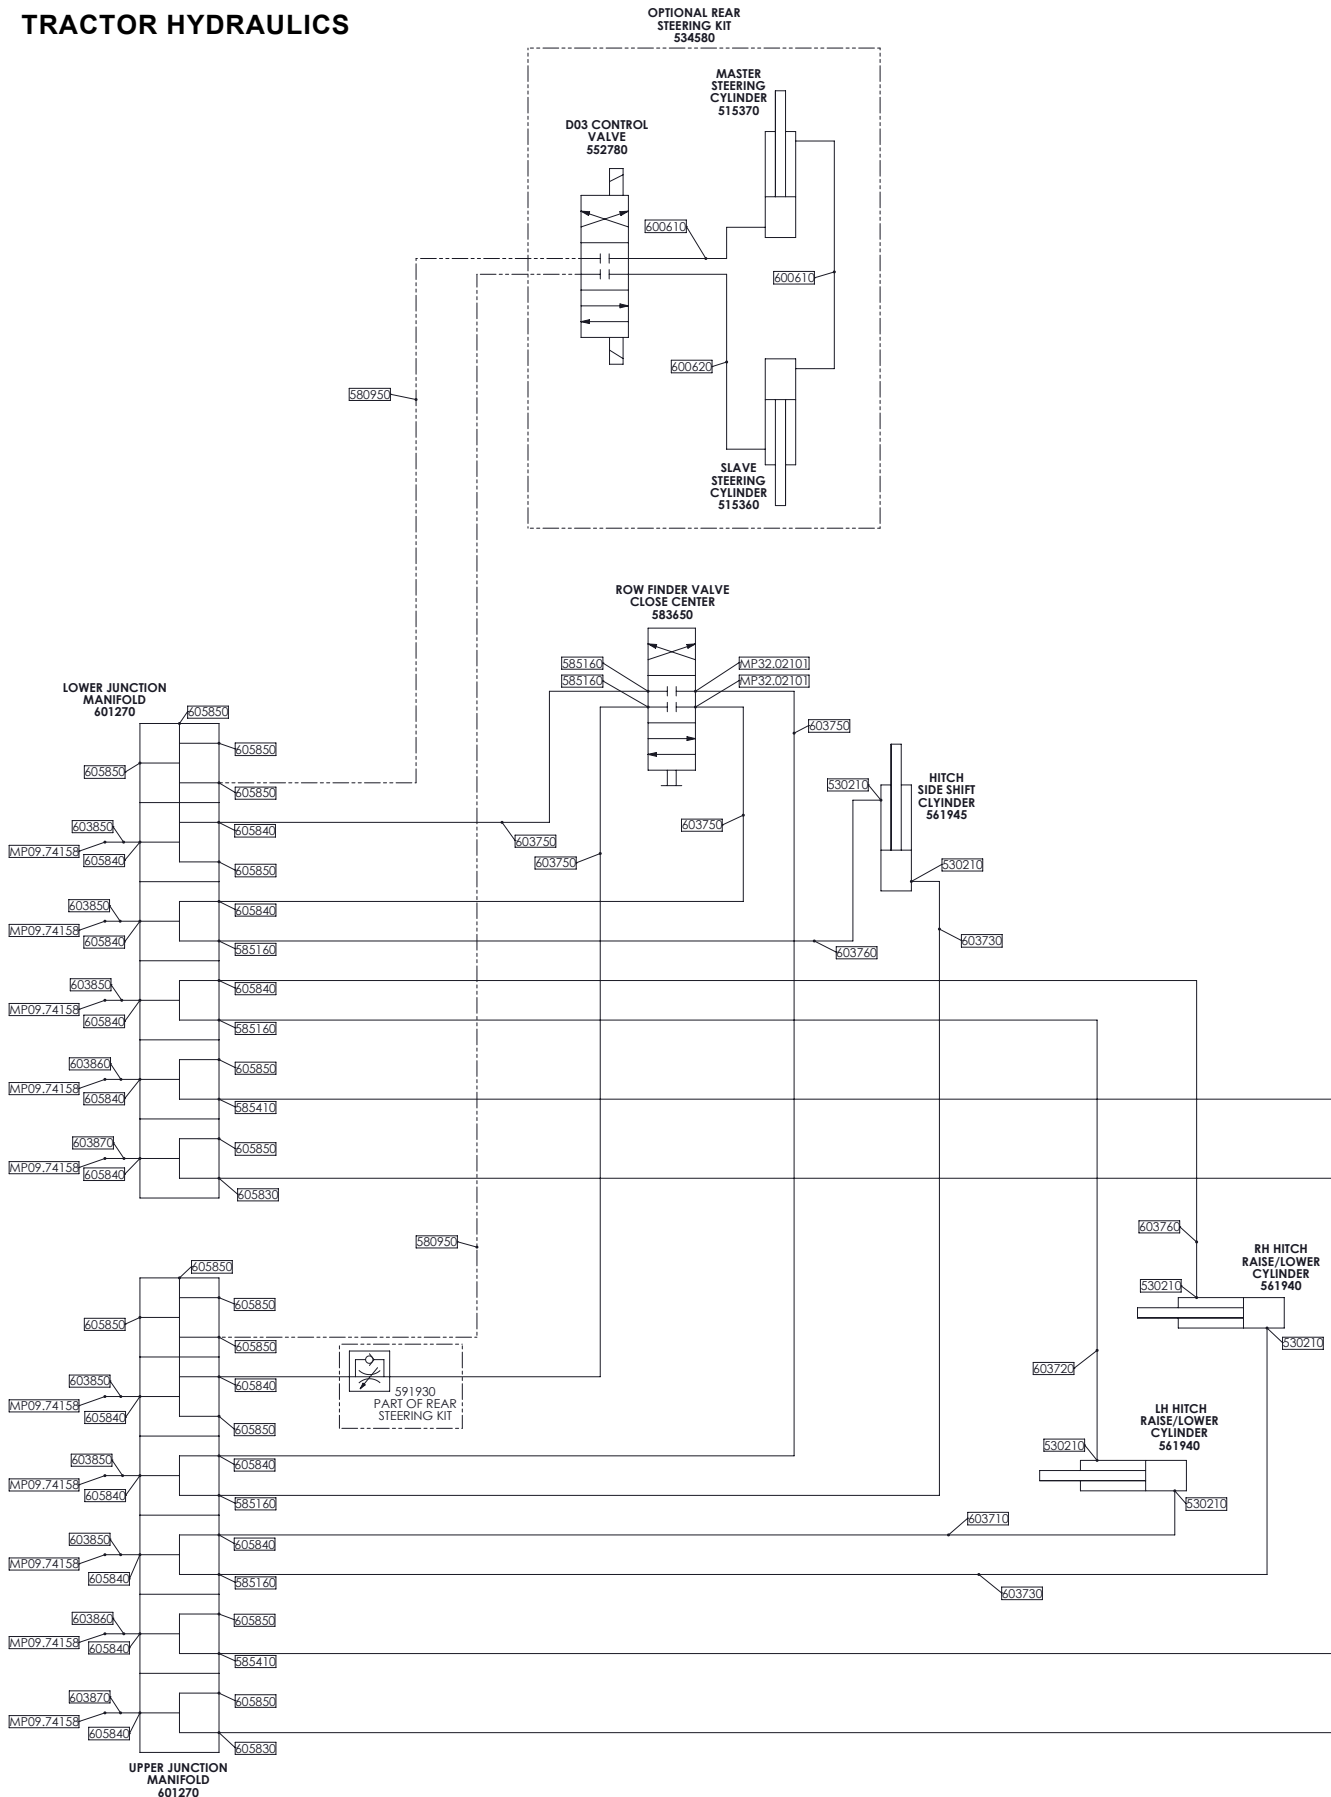 TRACTOR HYDRAULICS
OPTIONAL REAR
STEERING KIT
534580
MASTER
STEERING
CYLINDER
515370
D03 CONTROL
VALVE
552780
600610
600610
600620
580950
SLAVE
STEERING
CYLINDER
515360
ROW FINDER VALVE
CLOSE CENTER
583650
585160
MP32.02101
585160
MP32.02101
603750
LOWER JUNCTION
MANIFOLD
601270
605850
605850
605850
605850
HITCH
SIDE SHIFT
CLYINDER
561945
530210
603850
605840
603750
603750
MP09.74158
605840
603750
605850
530210
603850
605840
MP09.74158
605840
585160
603760
603730
603850
605840
MP09.74158
605840
585160
603860
605850
MP09.74158
605840
585410
603870
605850
MP09.74158
605840
605830
580950
603760
RH HITCH
RAISE/LOWER
CYLINDER
561940
530210
530210
605850
605850
605850
605850
603850
605840
MP09.74158
605840
605850
591930
PART OF REAR
STEERING KIT
603720
LH HITCH
RAISE/LOWER
CYLINDER
561940
530210
530210
603850
605840
MP09.74158
605840
585160
603710
603850
605840
MP09.74158
605840
585160
603730
603860
605850
MP09.74158
605840
585410
603870
605850
MP09.74158
605840
605830
UPPER JUNCTION
MANIFOLD
601270